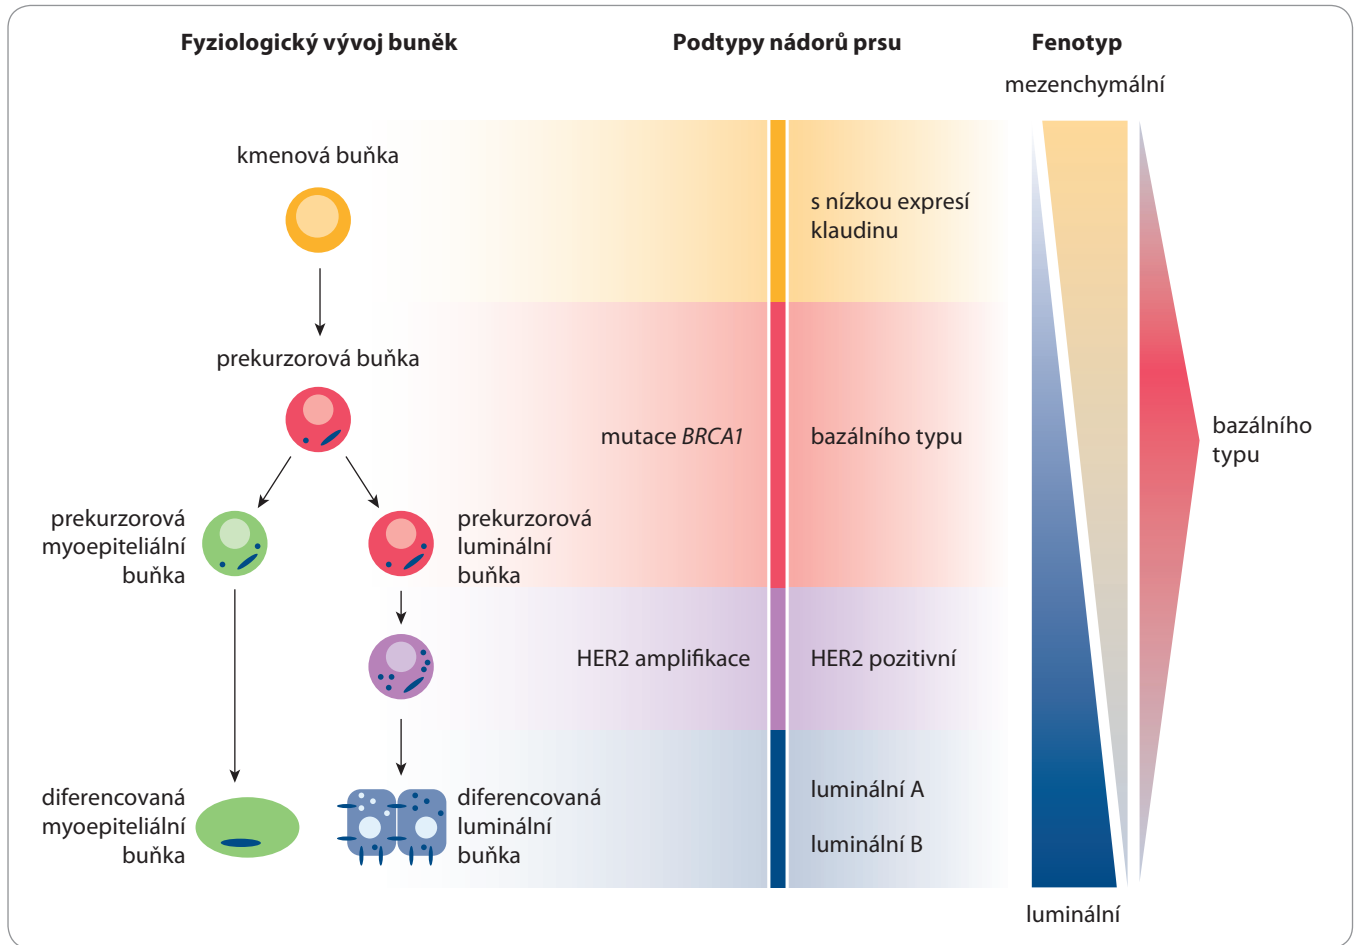 Fyziologický vývoj buněk
Podtypy nádorů prsu
Fenotyp
mezenchymální
kmenová buňka
s nízkou expresí
klaudinu
prekurzorová buňka
mutace BRCA1
bazálního typu
bazálního
typu
prekurzorová
myoepiteliální
buňka
prekurzorová
luminální
buňka
HER2 amplifikace
HER2 pozitivní
diferencovaná
myoepiteliální
buňka
diferencovaná
luminální
buňka
luminální A
luminální B
luminální